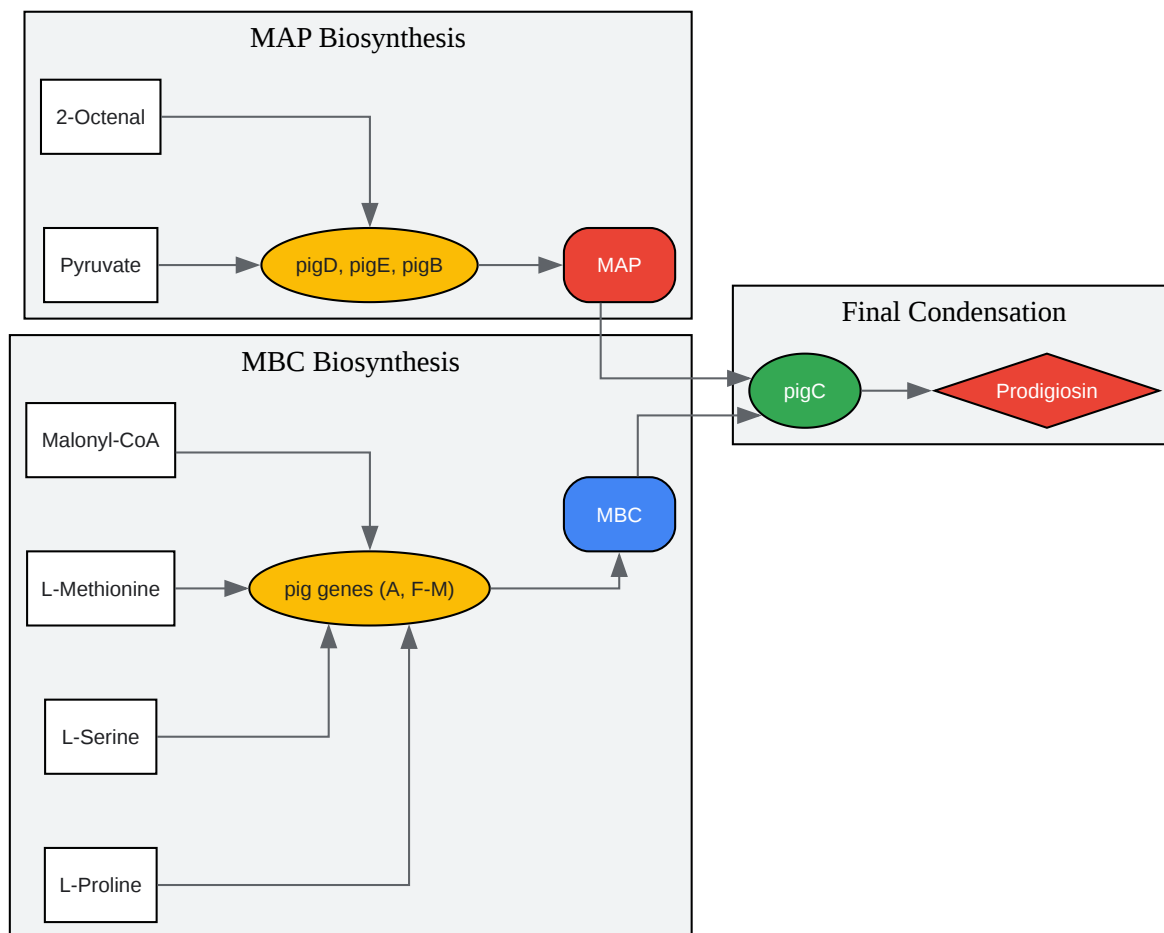 MAP Biosynthesis
2-Octenal
Pyruvate
pigD, pigE, pigB
MAP
MBC Biosynthesis
Malonyl-CoA
L-Methionine
pig genes (A, F-M)
MBC
L-Serine
L-Proline
Final Condensation
pigC
Prodigiosin